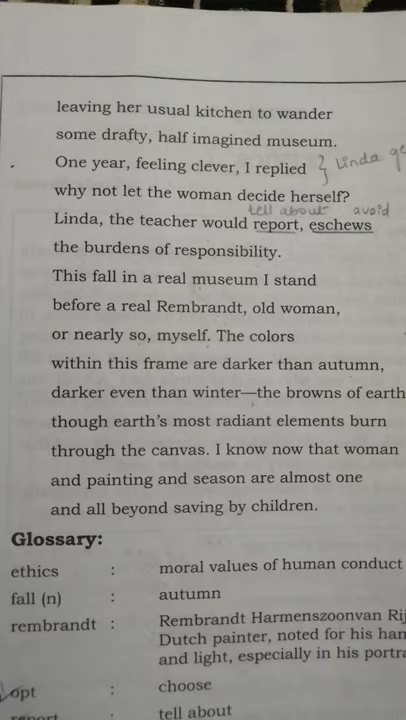 leaving her usual kitchen to wander
some drafty, half imagined museum.
One year, feeling clever, I replied } Linda
why not let the woman decide herself?
tell about avoid
Linda, the teacher would report, eschews
the burdens of responsibility.
This fall in a real museum I stand
before a real Rembrandt, old woman,
or nearly so, myself. The colors
within this frame are darker than autumn,
darker even than winter—the browns of earth
though earth's most radiant elements burn
through the canvas. I know now that woman
and painting and season are almost one
and all beyond saving by children.
Glossary:
ethics : moral values of human conduct
fall (n) : autumn
rembrandt : Rembrandt Harmenszoonvan
Dutch painter, noted for his
and light, especially in his
opt : choose
report : tell about